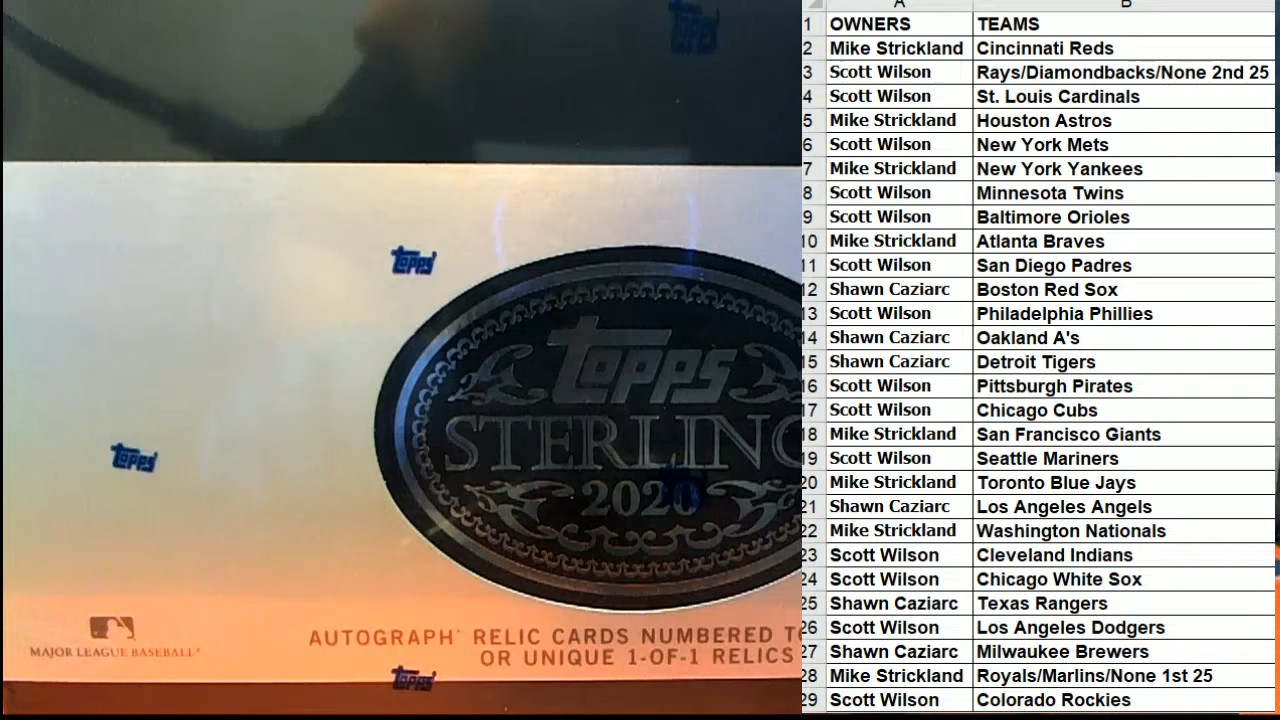 topps
topps
topps
STERLING
2020
topps
MAJOR LEAGUE BASEBALL
AUTOGRAPH RELIC CARDS NUMBERED
OR UNIQUE 1-OF-1 RELICS
topps
A B
1 OWNERS TEAMS
2 Mike Strickland Cincinnati Reds
3 Scott Wilson Rays/Diamondbacks/None 2nd 25
4 Scott Wilson St. Louis Cardinals
5 Mike Strickland Houston Astros
6 Scott Wilson New York Mets
7 Mike Strickland New York Yankees
8 Scott Wilson Minnesota Twins
9 Scott Wilson Baltimore Orioles
10 Mike Strickland Atlanta Braves
11 Scott Wilson San Diego Padres
12 Shawn Caziarc Boston Red Sox
13 Scott Wilson Philadelphia Phillies
14 Shawn Caziarc Oakland A's
15 Shawn Caziarc Detroit Tigers
16 Scott Wilson Pittsburgh Pirates
17 Scott Wilson Chicago Cubs
18 Mike Strickland San Francisco Giants
19 Scott Wilson Seattle Mariners
20 Mike Strickland Toronto Blue Jays
21 Shawn Caziarc Los Angeles Angels
22 Mike Strickland Washington Nationals
23 Scott Wilson Cleveland Indians
24 Scott Wilson Chicago White Sox
25 Shawn Caziarc Texas Rangers
26 Scott Wilson Los Angeles Dodgers
27 Shawn Caziarc Milwaukee Brewers
28 Mike Strickland Royals/Marlins/None 1st 25
29 Scott Wilson Colorado Rockies